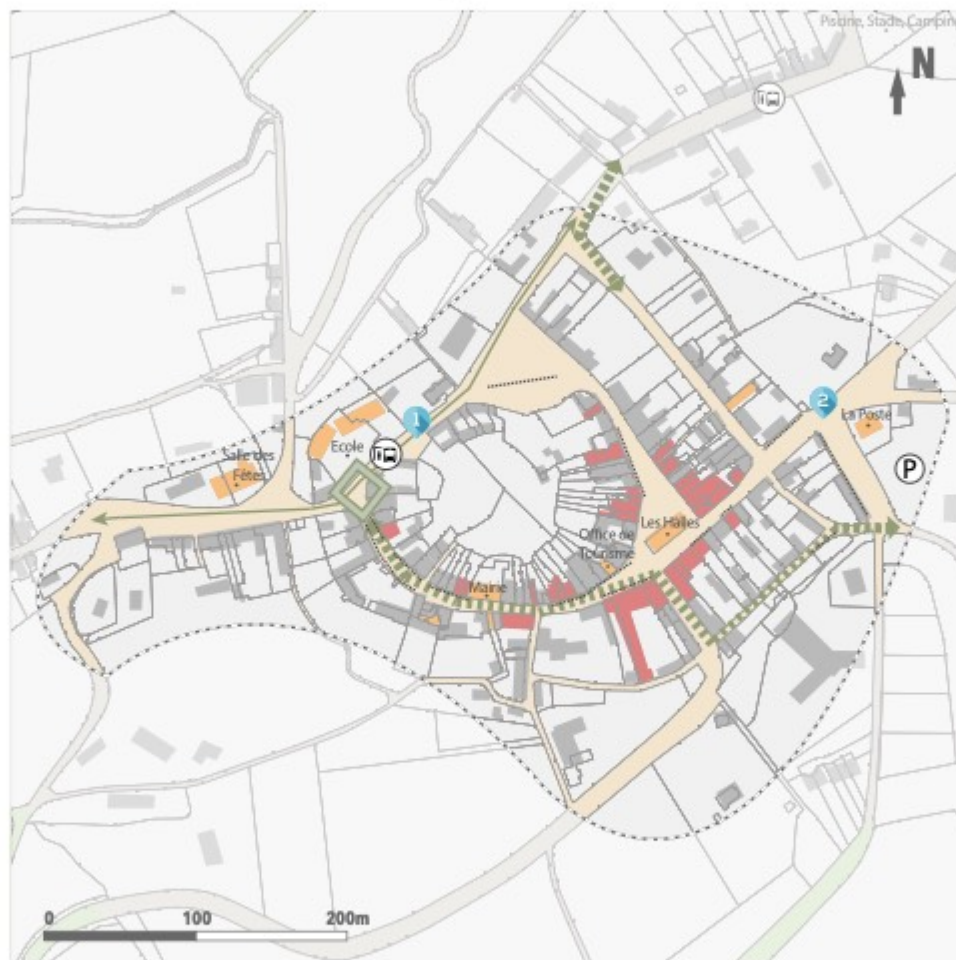 Piscine, Stade, Camping
N
1
2
La Poste
Ecole
Salle des
Fêtes
P
Les Halles
Office de
Tourisme
Mairie
0 100 200m